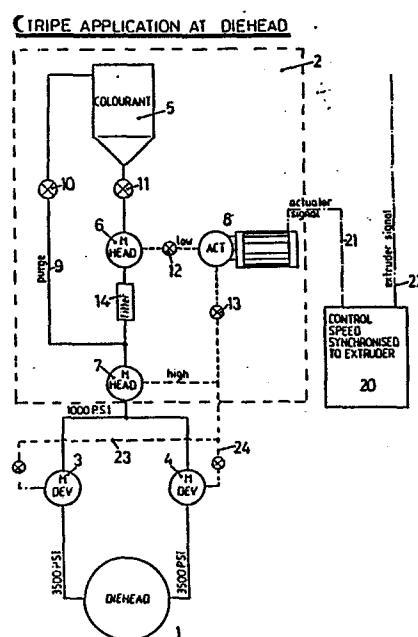 STRIPE APPLICATION AT DIEHEAD
2
COLOURANT
5
10
11
8
actuator
signal
6
M
HEAD
low
ACT
21
extruder signal
22
9
purge
12
14
filter
13
CONTROL
SPEED
SYNCHRONISED
TO EXTRUDER
20
7
M
HEAD
high
1000 P.S.I
23
24
3
M
DEV
4
M
DEV
3500 PSI
3500 PSI
DIEHEAD
1